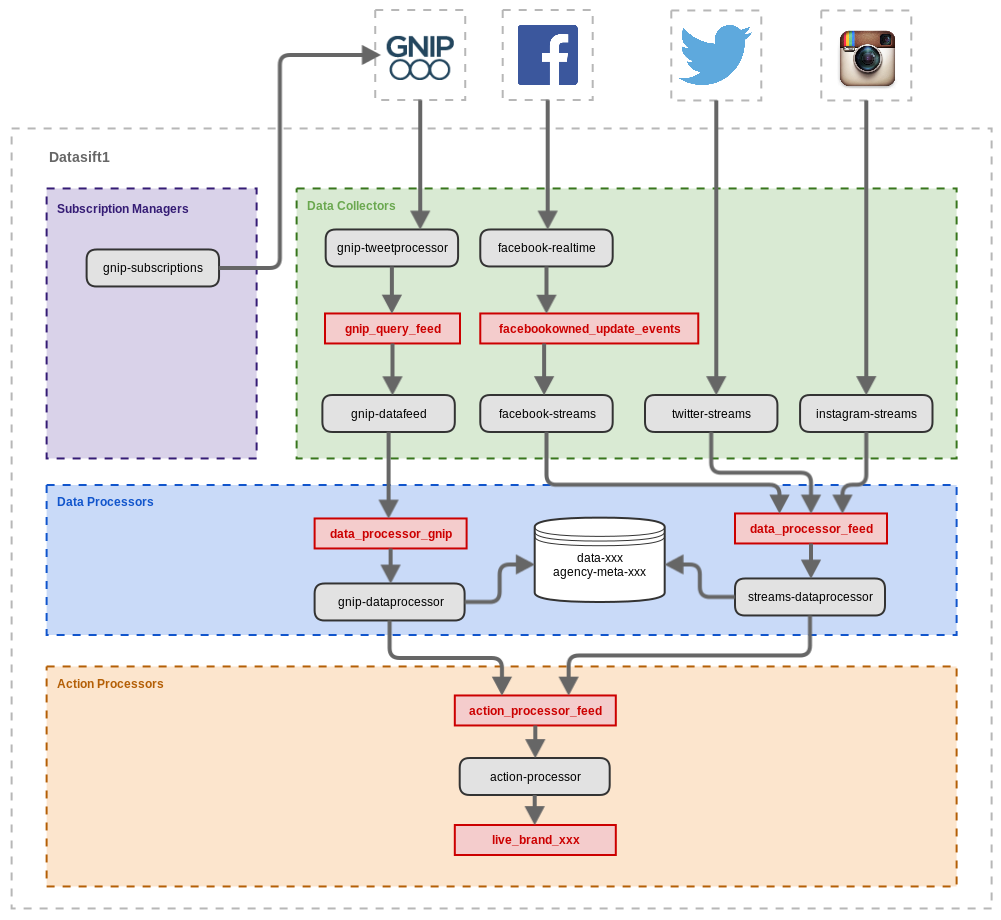 GNIP
Datasift1
Subscription Managers
gnip-subscriptions
Data Collectors
gnip-tweetprocessor
facebook-realtime
gnip_query_feed
facebookowned_update_events
gnip-datafeed
facebook-streams
twitter-streams
instagram-streams
Data Processors
data_processor_gnip
data-xxx
agency-meta-xxx
data_processor_feed
gnip-dataprocessor
streams-dataprocessor
Action Processors
action_processor_feed
action-processor
live_brand_xxx